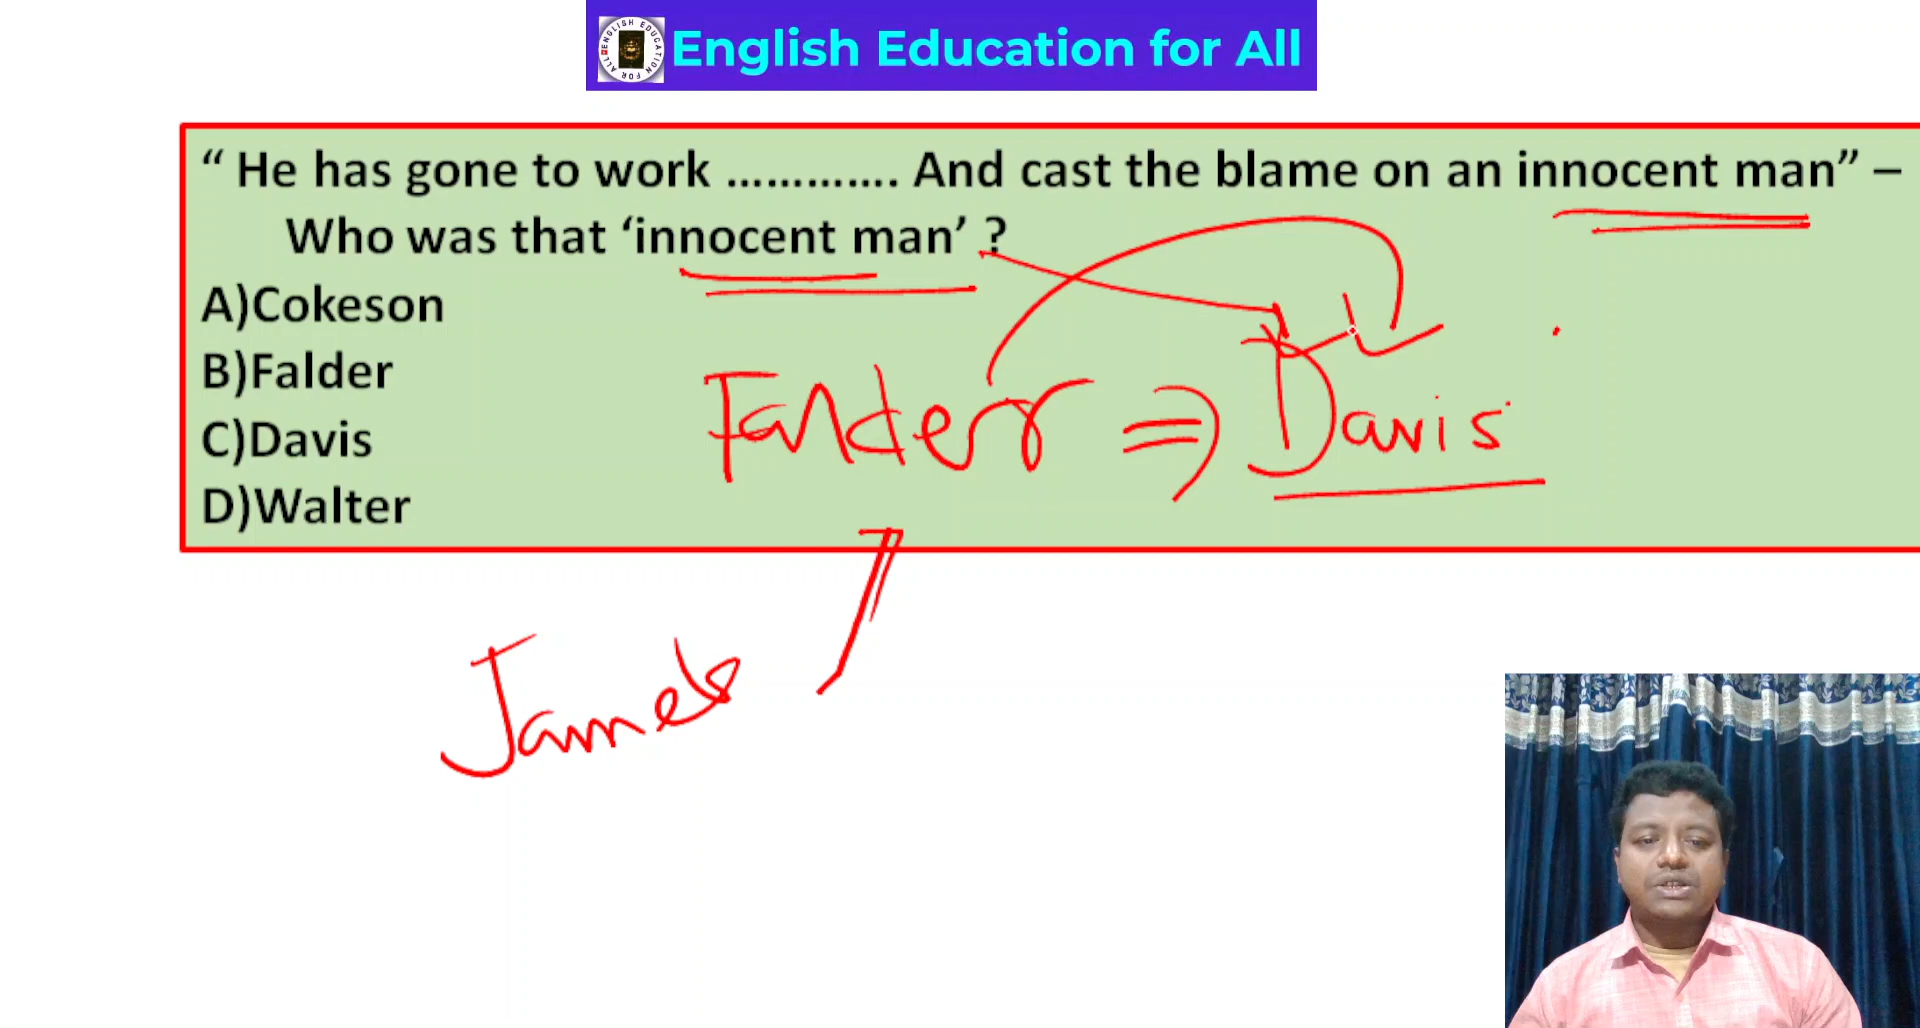 English Education for All
“ He has gone to work …………. And cast the blame on an innocent man” –
Who was that ‘innocent man’ ?
A)Cokeson
B)Falder
C)Davis
D)Walter
Falder ⇒ Davis
James